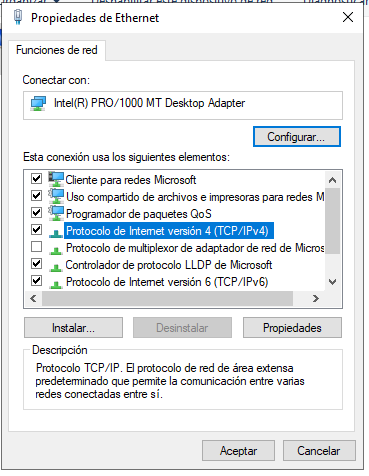 Propiedades de Ethernet
Funciones de red
Conectar con:
Intel(R) PRO/1000 MT Desktop Adapter
Configurar...
Esta conexión usa los siguientes elementos:
Cliente para redes Microsoft
Uso compartido de archivos e impresoras para redes M
Programador de paquetes QoS
Protocolo de Internet versión 4 (TCP/IPv4)
Protocolo de multiplexor de adaptador de red de Micros
Controlador de protocolo LLDP de Microsoft
Protocolo de Internet versión 6 (TCP/IPv6)
Instalar...
Desinstalar
Propiedades
Descripción
Protocolo TCP/IP. El protocolo de red de área extensa
predeterminado que permite la comunicación entre varias
redes conectadas entre sí.
Aceptar
Cancelar